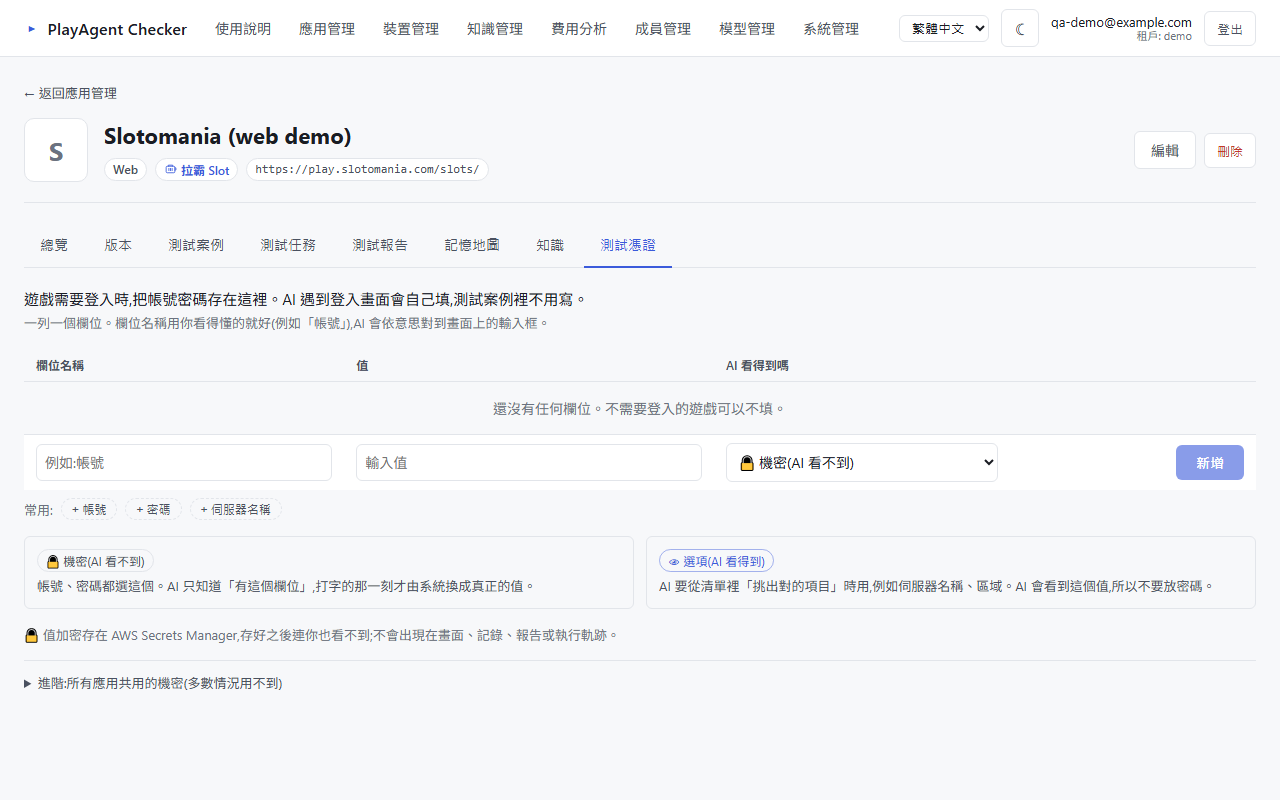 PlayAgent Checker 使用說明 應用管理 裝置管理 知識管理 費用分析 成員管理 模型管理 系統管理 繁體中文 qa-demo@example.com 登出
租戶: demo
← 返回應用管理
S
Slotomania (web demo)
Web 拉霸 Slot https://play.slotomania.com/slots/
編輯 刪除
總覽 版本 測試案例 測試任務 測試報告 記憶地圖 知識 測試憑證
遊戲需要登入時,把帳號密碼存在這裡。AI 遇到登入畫面會自己填,測試案例裡不用寫。
一列一個欄位。欄位名稱用你看得懂的就好(例如「帳號」),AI 會依意思對到畫面上的輸入框。
欄位名稱 值 AI 看得到嗎
還沒有任何欄位。不需要登入的遊戲可以不填。
例如:帳號 輸入值 機密(AI 看不到) 新增
常用: + 帳號 + 密碼 + 伺服器名稱
機密(AI 看不到)
帳號、密碼都選這個。AI 只知道「有這個欄位」,打字的那一刻才由系統換成真正的值。
選項(AI 看得到)
AI 要從清單裡「挑出對的項目」時用,例如伺服器名稱、區域。AI 會看到這個值,所以不要放密碼。
值加密存在 AWS Secrets Manager,存好之後連你也看不到;不會出現在畫面、記錄、報告或執行軌跡。
進階:所有應用共用的機密(多數情況用不到)